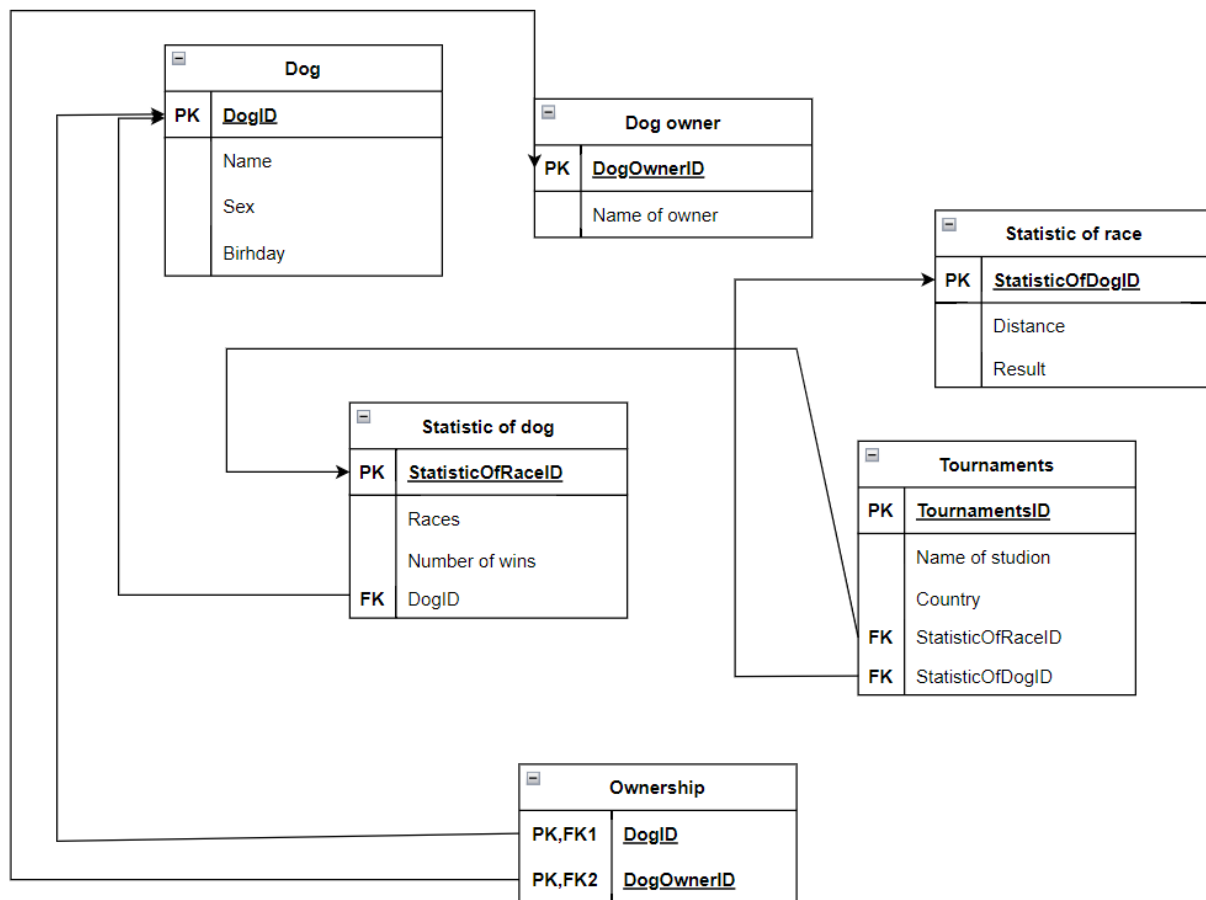 Dog
PK DogID
Name
Sex
Birhday
Dog owner
PK DogOwnerID
Name of owner
Statistic of race
PK StatisticOfDogID
Distance
Result
Statistic of dog
PK StatisticOfRaceID
Races
Number of wins
FK DogID
Tournaments
PK TournamentsID
Name of studion
Country
FK StatisticOfRaceID
FK StatisticOfDogID
Ownership
PK,FK1 DogID
PK,FK2 DogOwnerID